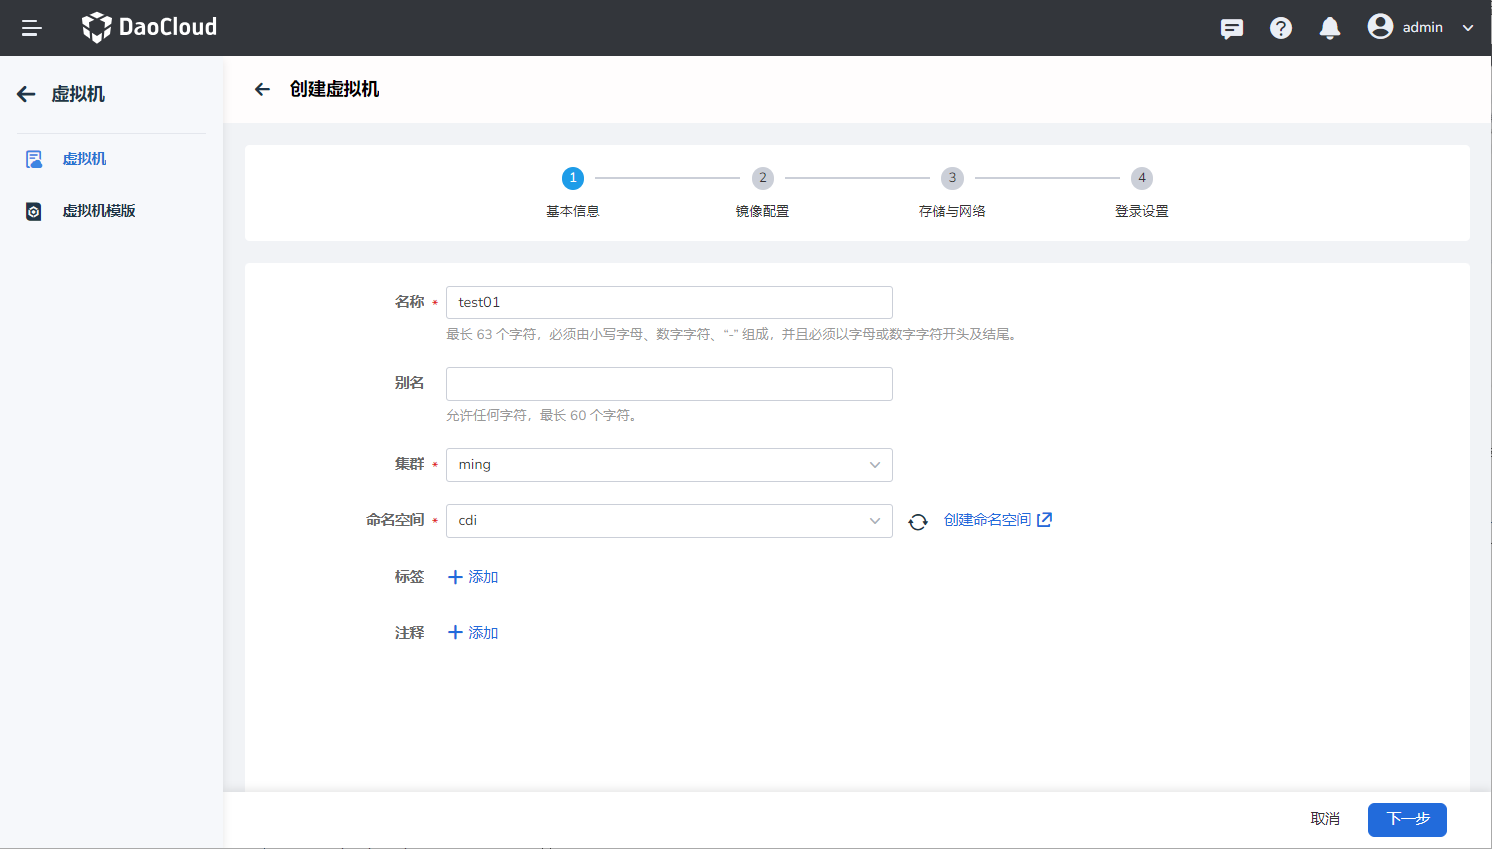 DaoCloud
admin
虚拟机
创建虚拟机
虚拟机
虚拟机模版
1
2
3
4
基本信息
镜像配置
存储与网络
登录设置
名称 * test01
最长 63 个字符，必须由小写字母、数字字符、“-” 组成，并且必须以字母或数字字符开头及结尾。
别名
允许任何字符，最长 60 个字符。
集群 * ming
命名空间 * cdi 创建命名空间
标签 + 添加
注释 + 添加
取消 下一步